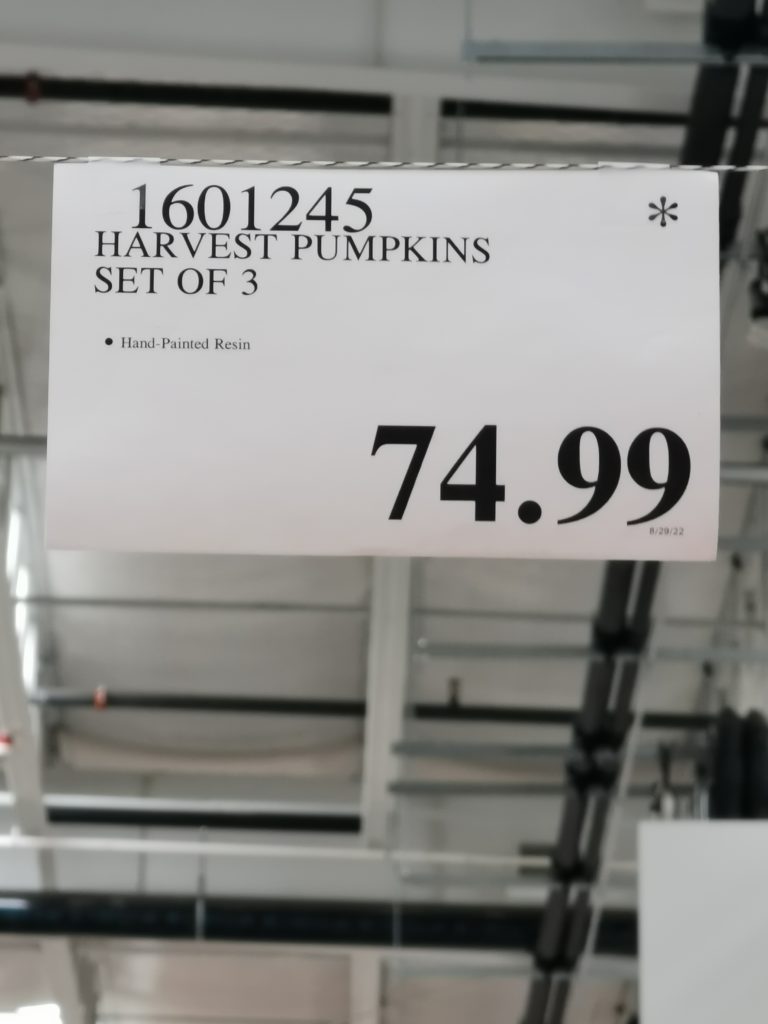 1601245 *
HARVEST PUMPKINS
SET OF 3
• Hand-Painted Resin
74.99
8/29/22